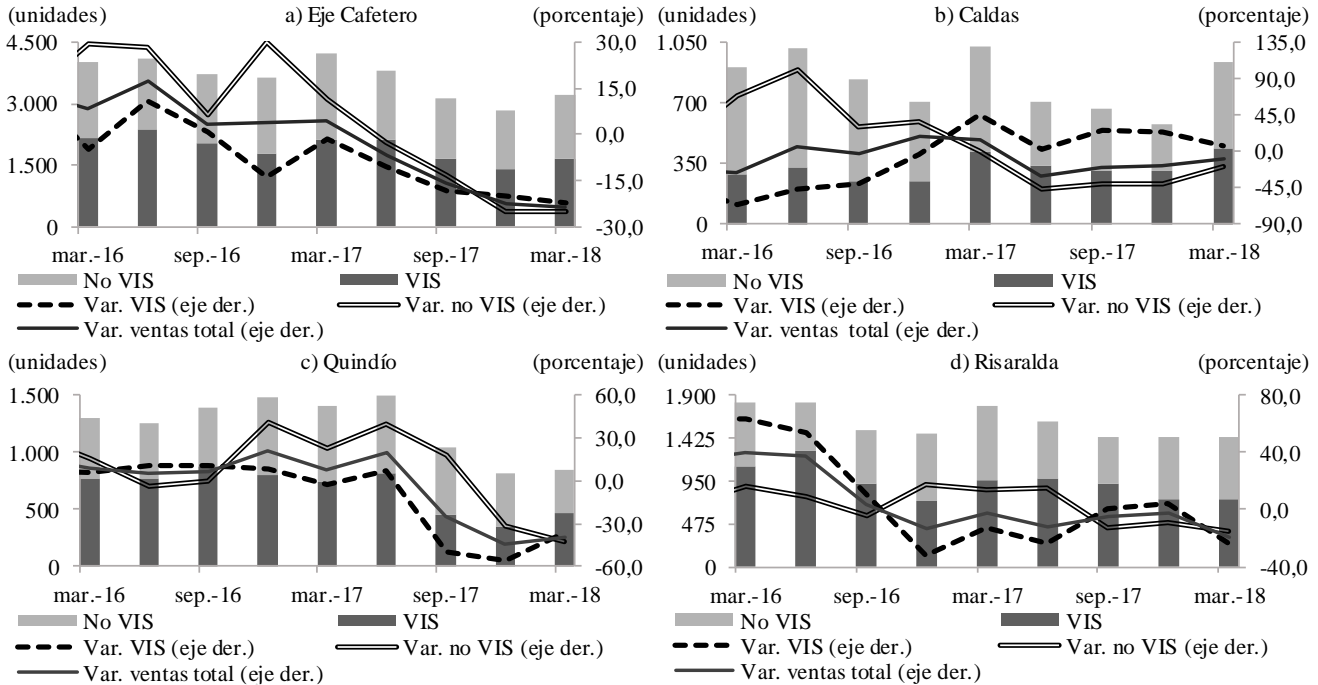 (unidades) a) Eje Cafetero (porcentaje)
4.500 30,0
15,0
3.000
0,0
1.500
-15,0
0 -30,0
mar.-16 sep.-16 mar.-17 sep.-17 mar.-18
No VIS VIS
Var. VIS (eje der.) Var. no VIS (eje der.)
Var. ventas total (eje der.)
(unidades) b) Caldas (porcentaje)
1.050 135,0
90,0
700
45,0
0,0
350
-45,0
0 -90,0
mar.-16 sep.-16 mar.-17 sep.-17 mar.-18
No VIS VIS
Var. VIS (eje der.) Var. no VIS (eje der.)
Var. ventas total (eje der.)
(unidades) c) Quindío (porcentaje)
1.500 60,0
30,0
1.000
0,0
500
-30,0
0 -60,0
mar.-16 sep.-16 mar.-17 sep.-17 mar.-18
No VIS VIS
Var. VIS (eje der.) Var. no VIS (eje der.)
Var. ventas total (eje der.)
(unidades) d) Risaralda (porcentaje)
1.900 80,0
1.425
40,0
950
0,0
475
0 -40,0
mar.-16 sep.-16 mar.-17 sep.-17 mar.-18
No VIS VIS
Var. VIS (eje der.) Var. no VIS (eje der.)
Var. ventas total (eje der.)